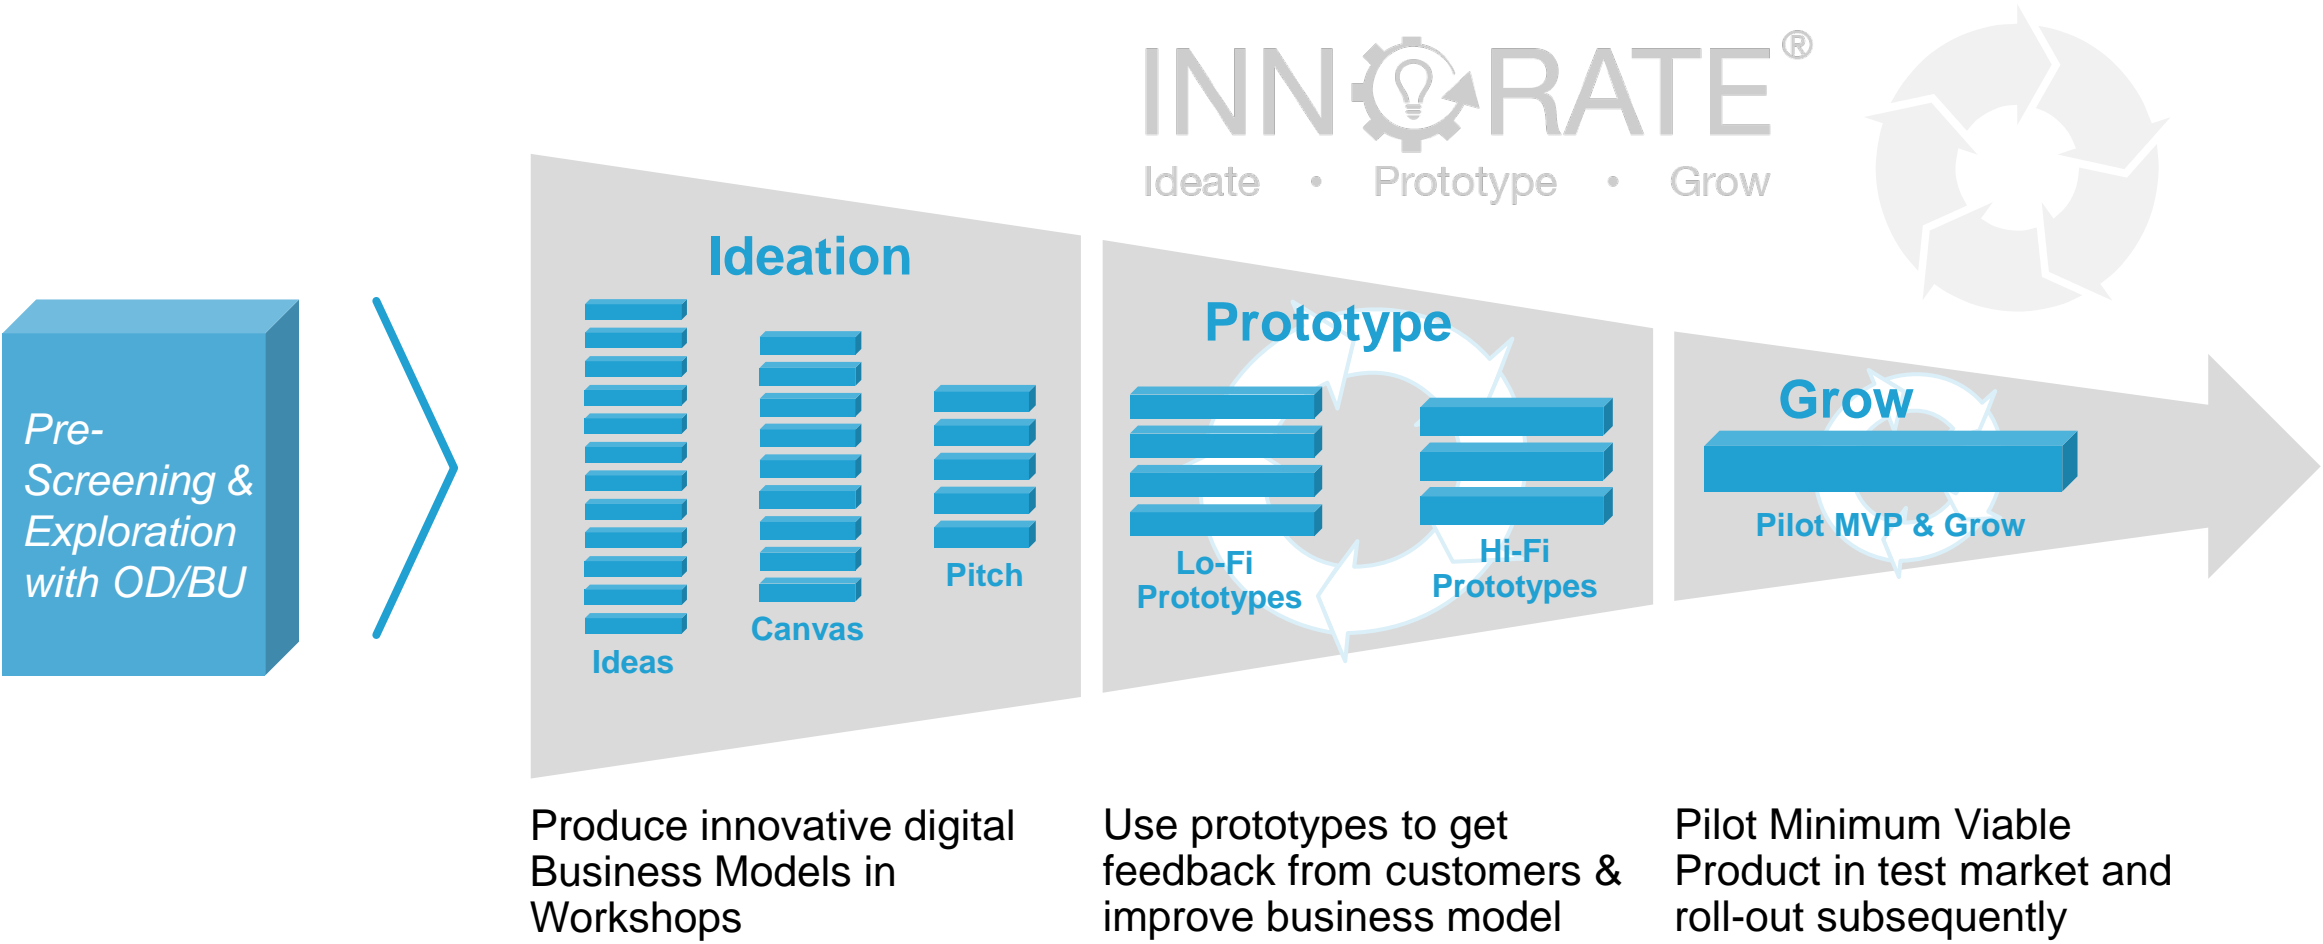 INNORATE®
Ideate • Prototype • Grow
Pre-
Screening &
Exploration
with OD/BU
Ideation
Ideas
Canvas
Pitch
Prototype
Lo-Fi
Prototypes
Hi-Fi
Prototypes
Grow
Pilot MVP & Grow
Produce innovative digital
Business Models in
Workshops
Use prototypes to get
feedback from customers &
improve business model
Pilot Minimum Viable
Product in test market and
roll-out subsequently